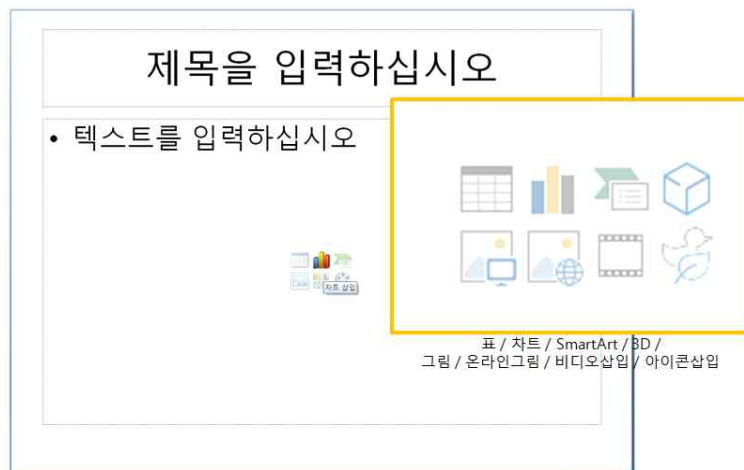 제목을 입력하십시오
• 텍스트를 입력하십시오
차트 삽입
표 / 차트 / SmartArt / 3D /
그림 / 온라인그림 / 비디오삽입 / 아이콘삽입